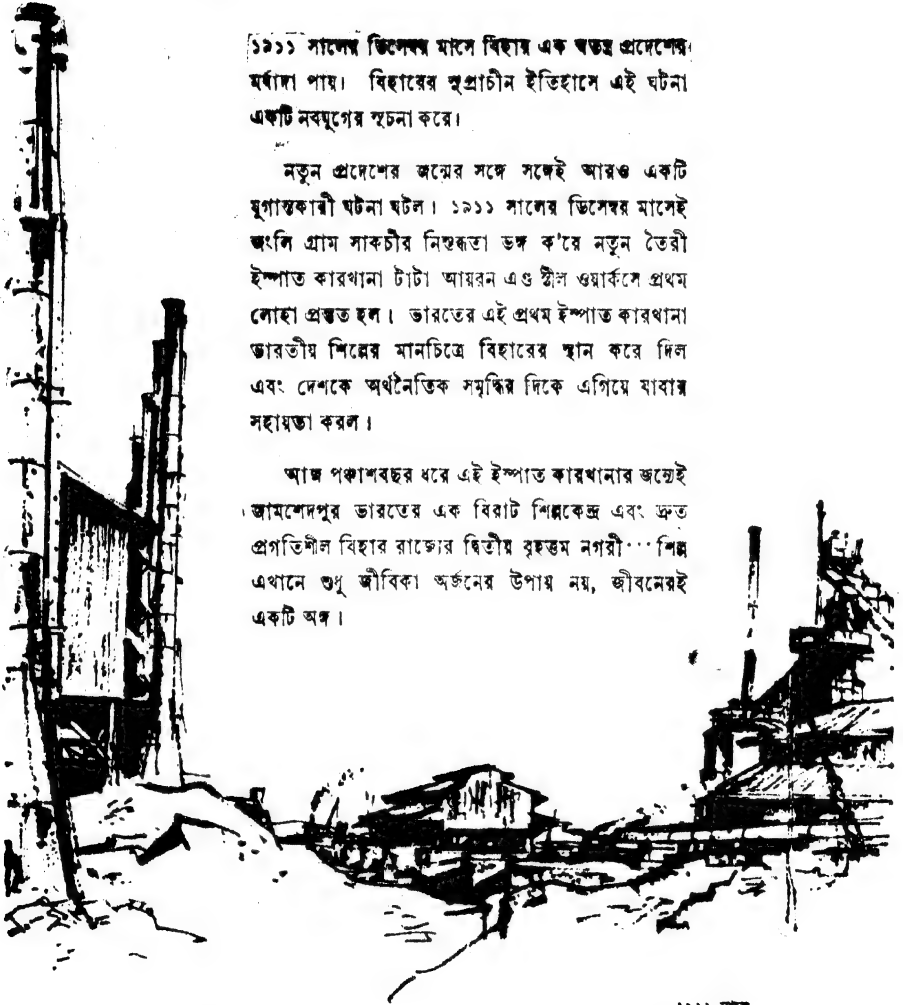 ১৯১১ সালের ডিসেম্বর মাসে বিহার এক স্বতন্ত্র প্রদেশের
মর্যাদা পায়। বিহারের সুপ্রাচীন ইতিহাসে এই ঘটনা
একটি নবযুগের সূচনা করে।
নতুন প্রদেশের জন্মের সঙ্গে সঙ্গেই আরও একটি
যুগান্তকারী ঘটনা ঘটল। ১৯১১ সালের ডিসেম্বর মাসেই
জংলি গ্রাম সাকচীর নিস্তব্ধতা ভঙ্গ ক'রে নতুন তৈরী
ইস্পাত কারখানা টাটা আয়রন এণ্ড স্টীল ওয়ার্কসে প্রথম
লোহা প্রস্তুত হল। ভারতের এই প্রথম ইস্পাত কারখানা
ভারতীয় শিল্পের মানচিত্রে বিহারের স্থান করে দিল
এবং দেশকে অর্থনৈতিক সমৃদ্ধির দিকে এগিয়ে যাবার
সহায়তা করল।
আজ পঞ্চাশবছর ধরে এই ইস্পাত কারখানার জন্যেই
জামশেদপুর ভারতের এক বিরাট শিল্পকেন্দ্র এবং দ্রুত
প্রগতিশীল বিহার রাজ্যের দ্বিতীয় বৃহত্তম নগরী··· শিল্প
এখানে শুধু জীবিকা অর্জনের উপায় নয়, জীবনেরই
একটি অঙ্গ।